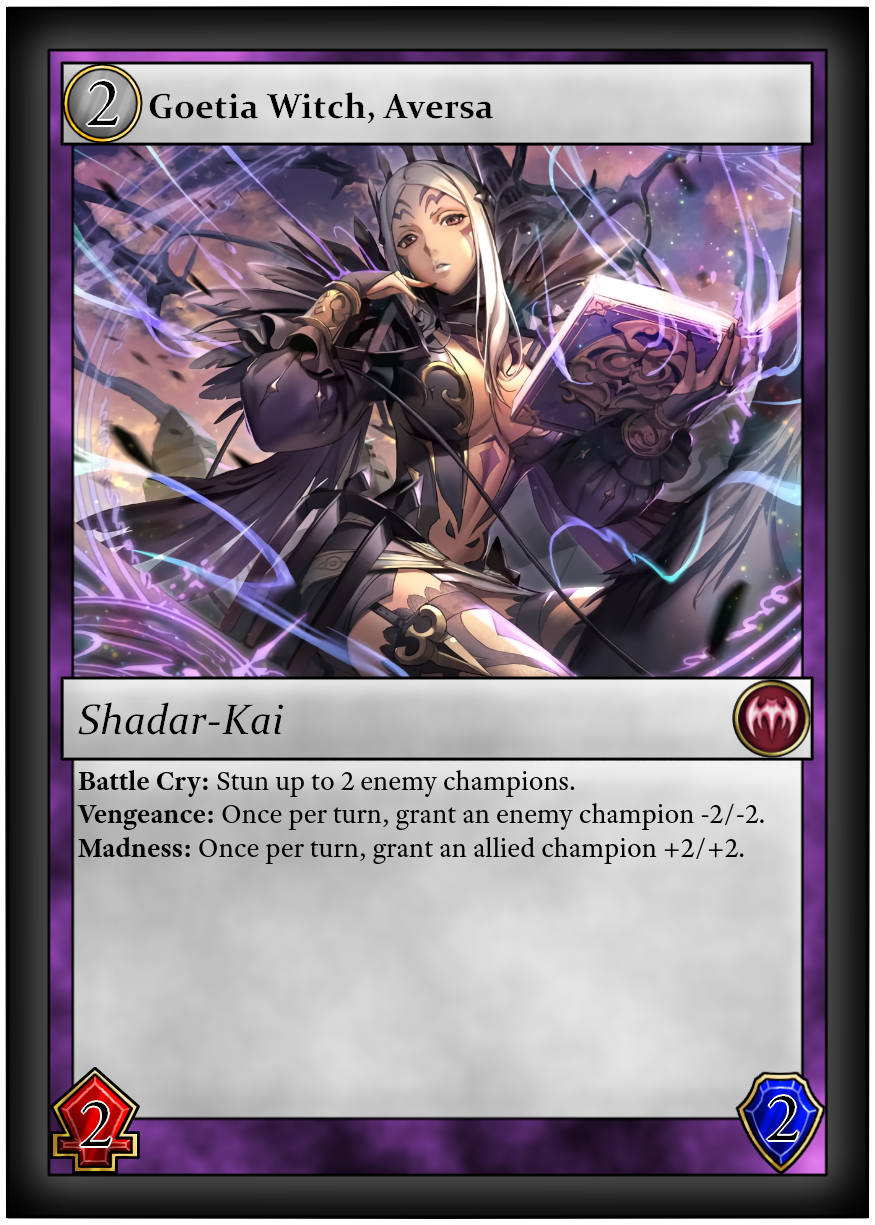 2
Goetia Witch, Aversa
Shadar-Kai
Battle Cry: Stun up to 2 enemy champions.
Vengeance: Once per turn, grant an enemy champion -2/-2.
Madness: Once per turn, grant an allied champion +2/+2.
2
2